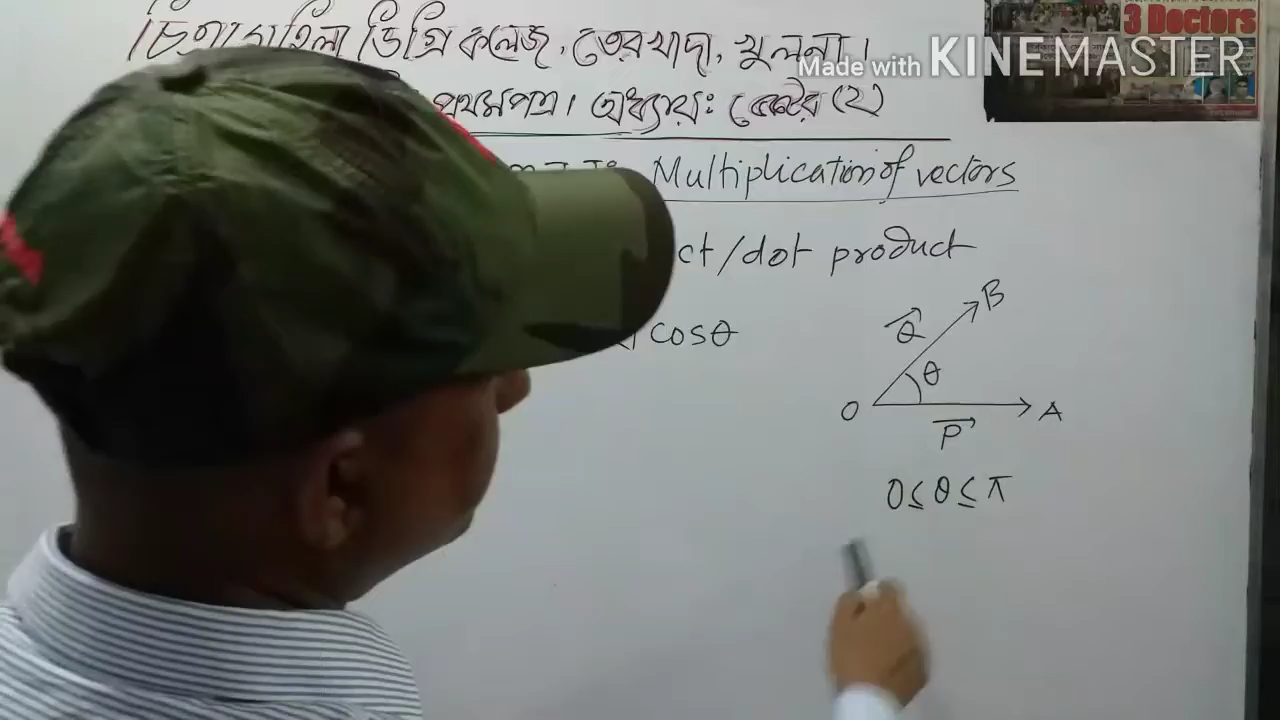 চিত্রা মহিলা ডিগ্রি কলেজ, তেরখাদা, খুলনা।
Made with KINEMASTER
3 Doctors
প্রথমপত্র। অধ্যায়ঃ ভেক্টর (২)
Multiplication of vectors
ct/dot product
B
Q⃗
cosθ
θ
O
A
P⃗
0≤θ≤π